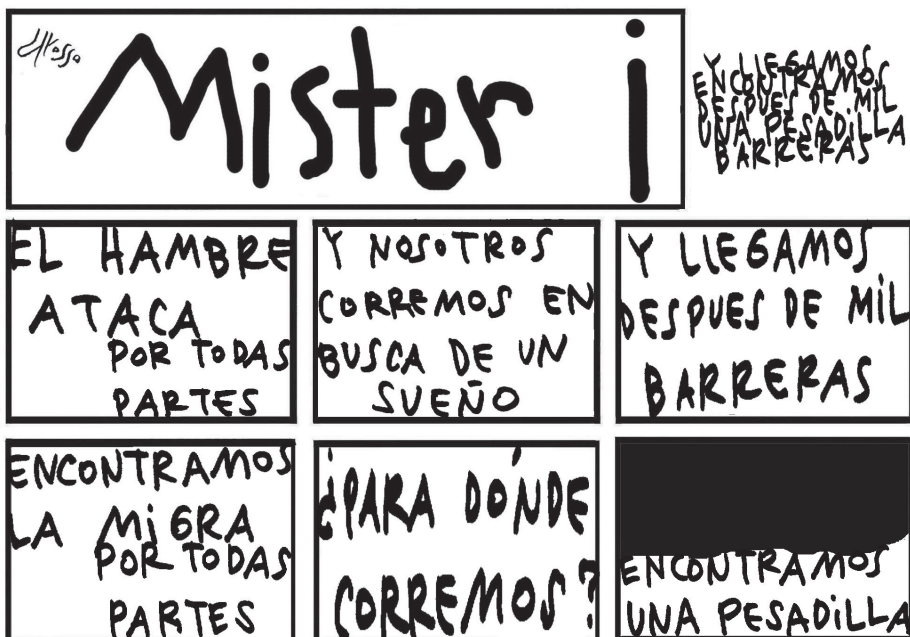 Mister i
Y LLEGAMOS
ENCONTRAMOS
DESPUES DE MIL
UNA PESADiLLA
BARRERAS
EL HAMBRE
ATACA
POR TODAS
PARTES
Y NOSOTROS
CORREMOS EN
BUSCA DE UN
SUEÑO
Y LLEGAMOS
DESPUES DE MiL
BARRERAS
ENCONTRAMOS
LA MiGRA
POR TODAS
PARTES
¿PARA DÓNDE
CORREMOS?
ENCONTRAMOS
UNA PESADiLLA